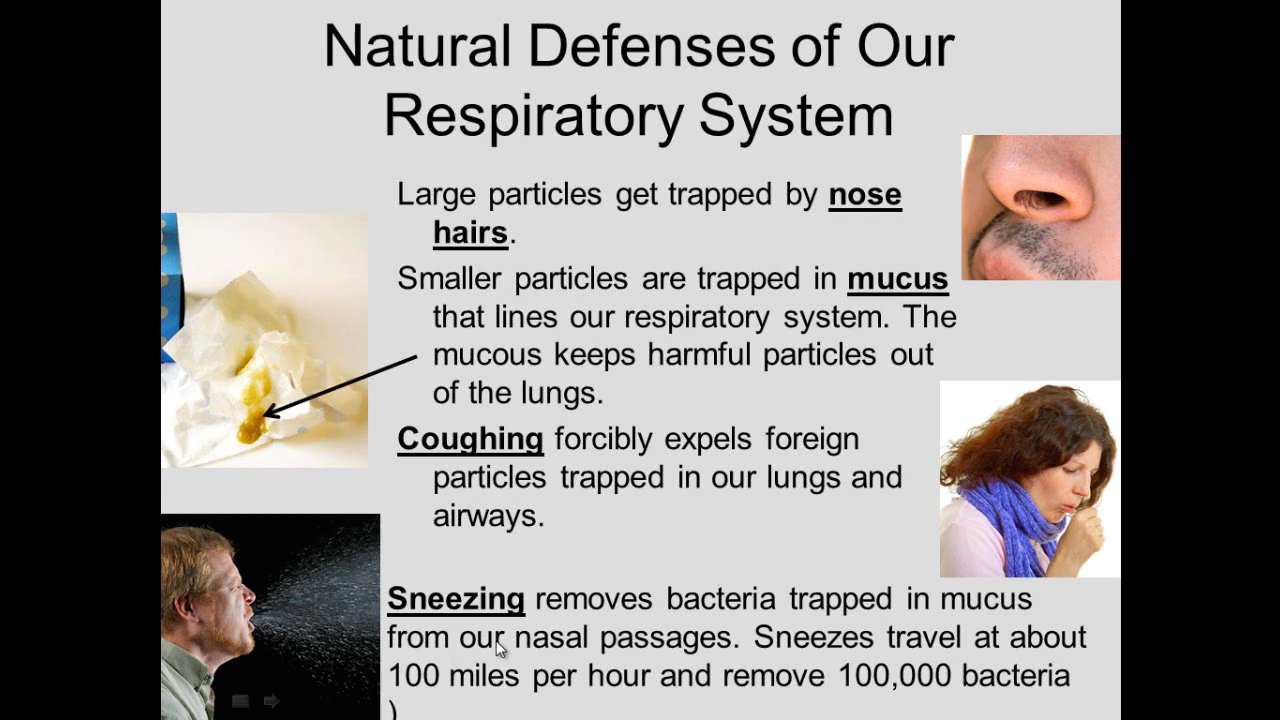 Natural Defenses of Our
Respiratory System
Large particles get trapped by nose
hairs.
Smaller particles are trapped in mucus
that lines our respiratory system. The
mucous keeps harmful particles out
of the lungs.
Coughing forcibly expels foreign
particles trapped in our lungs and
airways.
Sneezing removes bacteria trapped in mucus
from our nasal passages. Sneezes travel at about
100 miles per hour and remove 100,000 bacteria
)